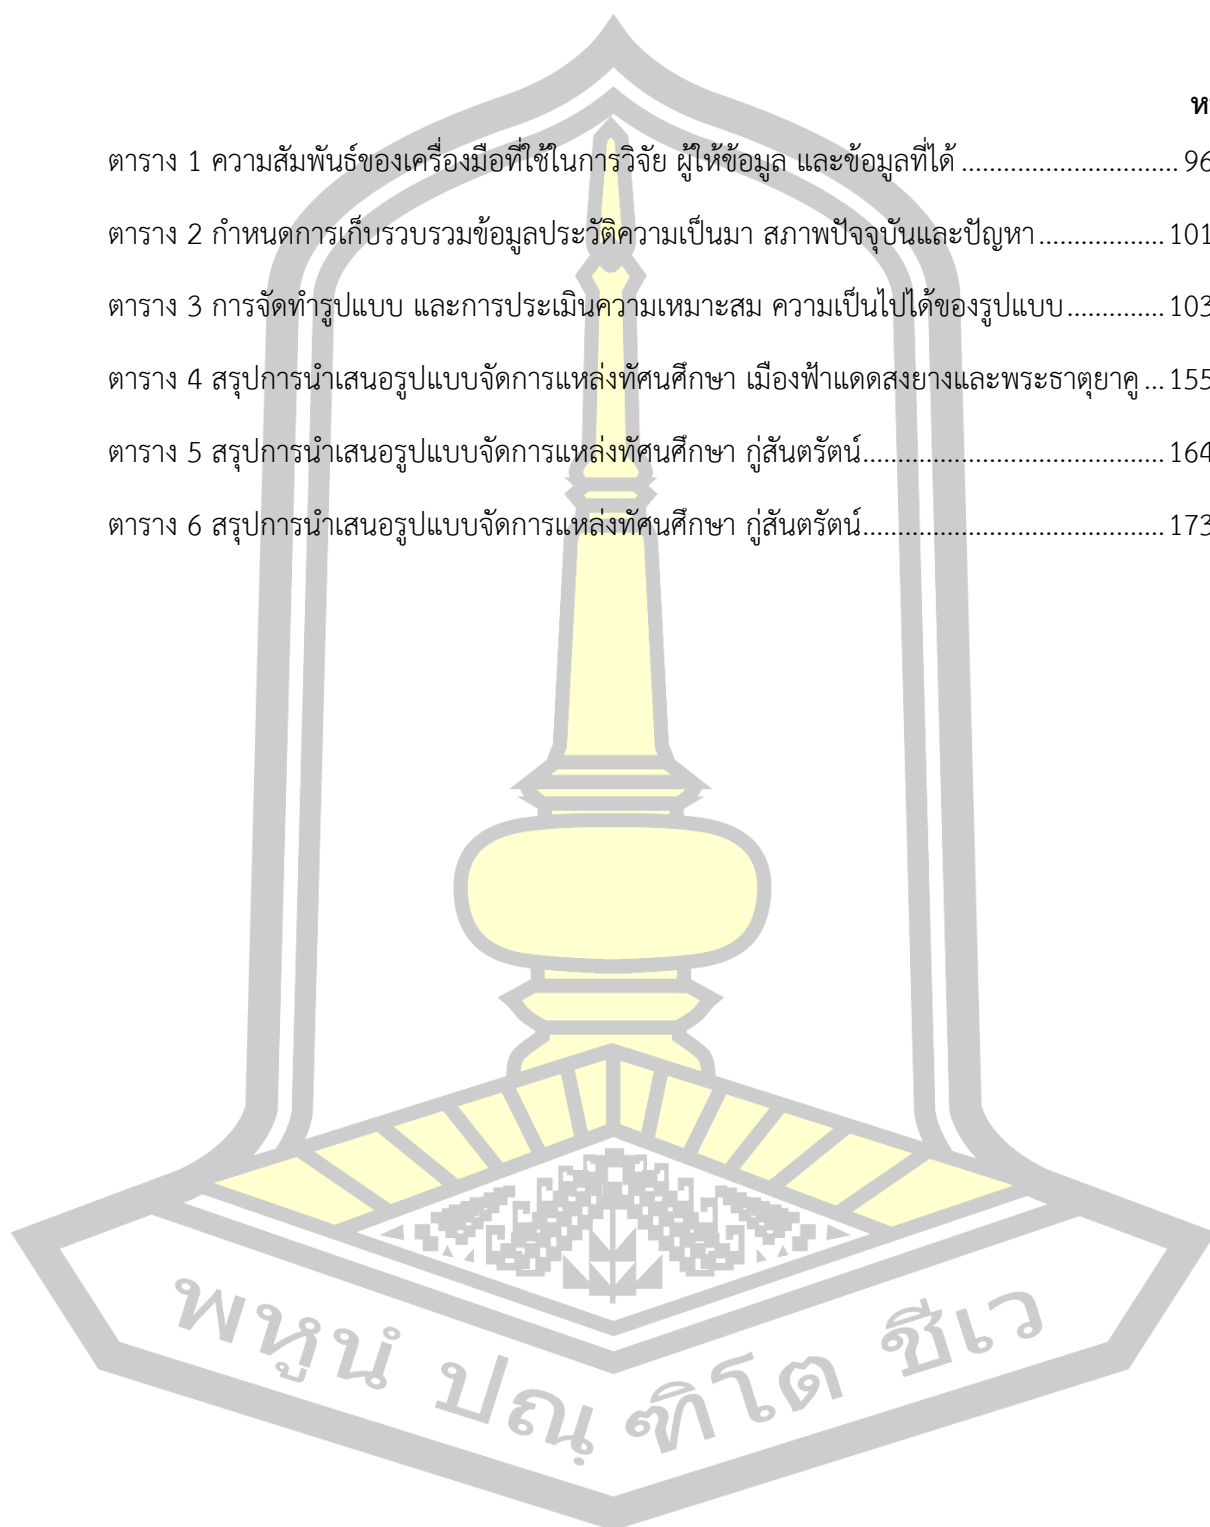 ตาราง 1 ความสัมพันธ์ของเครื่องมือที่ใช้ในการวิจัย ผู้ให้ข้อมูล และข้อมูลที่ได้ ............................ 96
ตาราง 2 กำหนดการเก็บรวบรวมข้อมูลประวัติความเป็นมา สภาพปัจจุบันและปัญหา ................. 101
ตาราง 3 การจัดทำรูปแบบ และการประเมินความเหมาะสม ความเป็นไปได้ของรูปแบบ .............. 103
ตาราง 4 สรุปการนำเสนอรูปแบบจัดการแหล่งทัศนศึกษา เมืองฟ้าแดดสงยางและพระธาตุยาคู ... 155
ตาราง 5 สรุปการนำเสนอรูปแบบจัดการแหล่งทัศนศึกษา กู่สันตรัตน์ ....................................... 164
ตาราง 6 สรุปการนำเสนอรูปแบบจัดการแหล่งทัศนศึกษา กู่สันตรัตน์ ....................................... 173
พหูนํ ปณฺฑิโต ชีเว